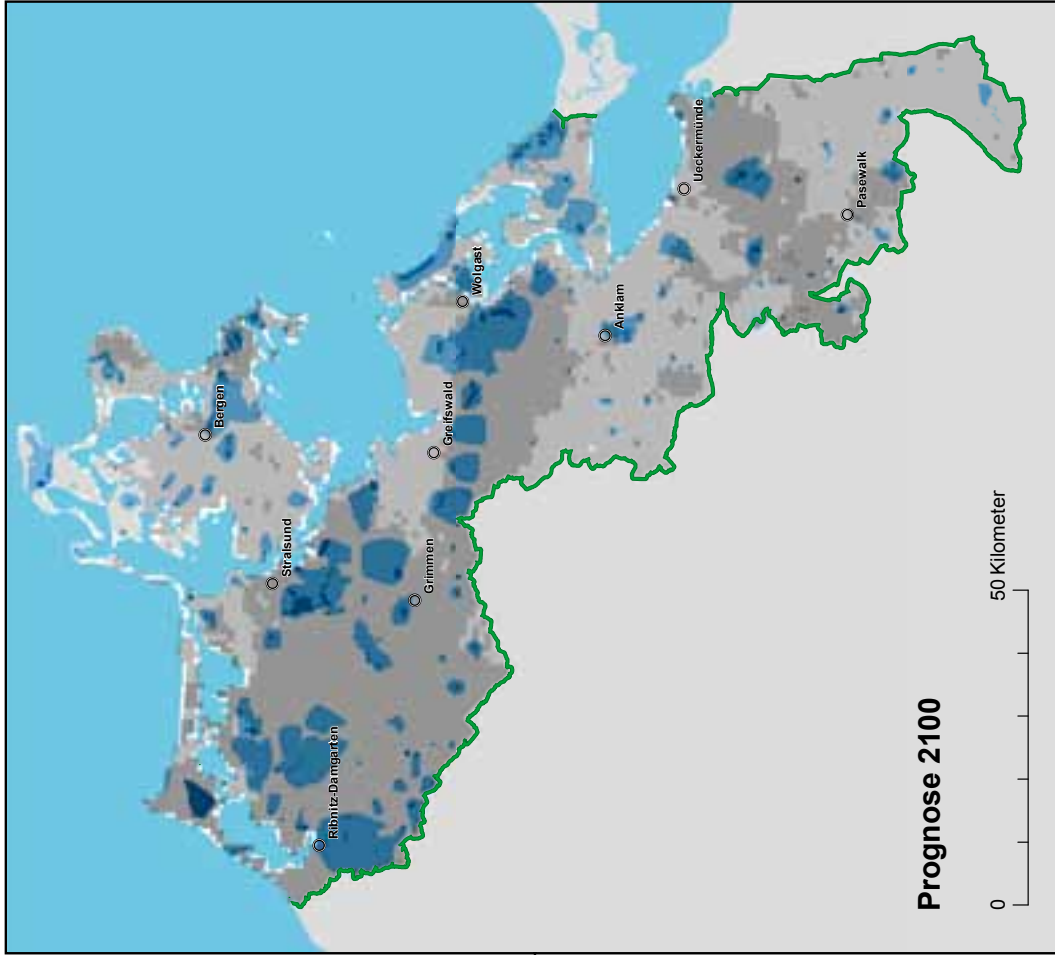 Bergen
Stralsund
Ribnitz-Damgarten
Grimmen
Greifswald
Wolgast
Anklam
Ueckermünde
Pasewalk
Prognose 2100
0
50 Kilometer